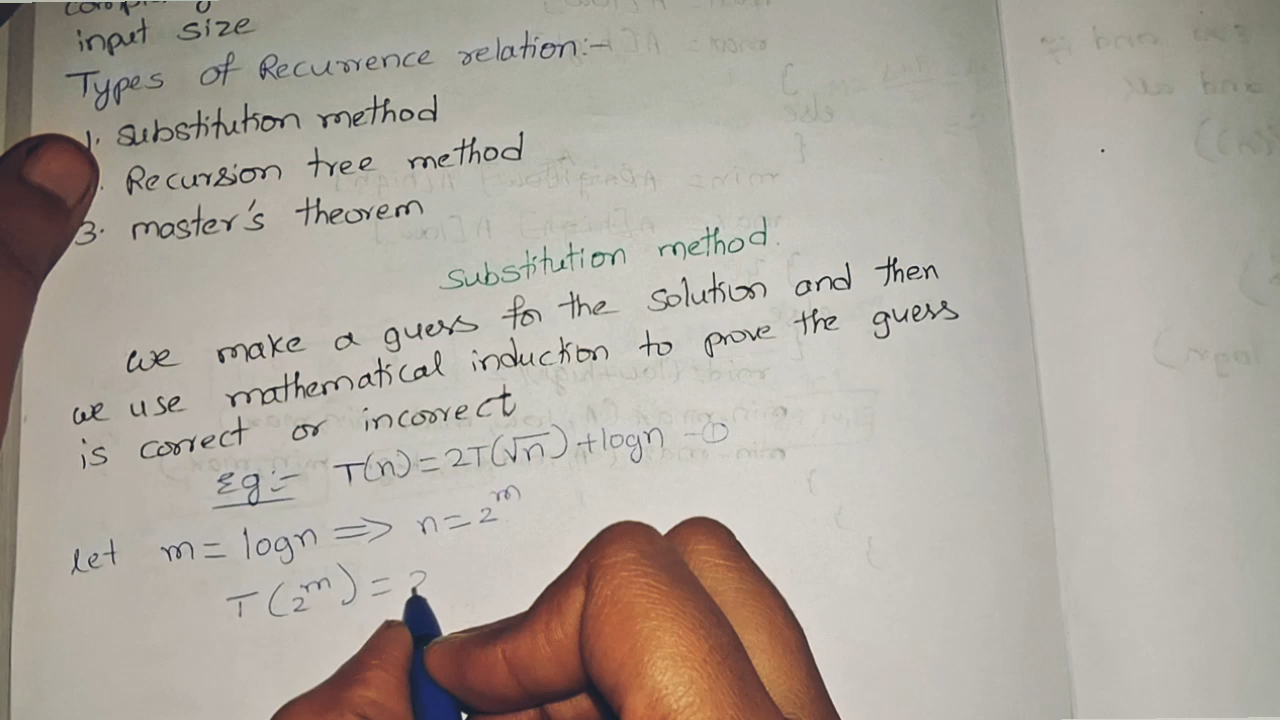 input size
Types of Recurrence relation:-
1. substitution method
. Recursion tree method
3. master's theorem
substitution method.
we make a guess for the solution and then
we use mathematical induction to prove the guess
is correct or incorrect
Eg:- T(n)=2T(√n)+logn -①
let m = logn => n=2^m
T(2^m)=2